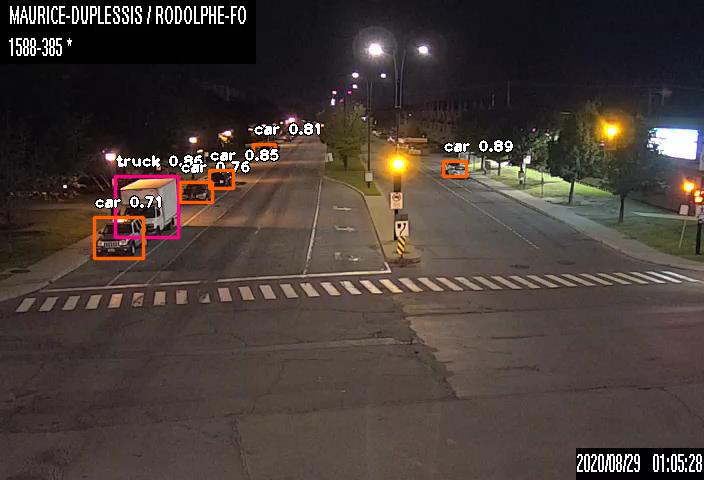 MAURICE-DUPLESSIS / RODOLPHE-FO
1588-385 *
car 0.81
car 0.89
truck 0.86
car 0.85
car 0.76
car 0.71
2020/08/29 01:05:28